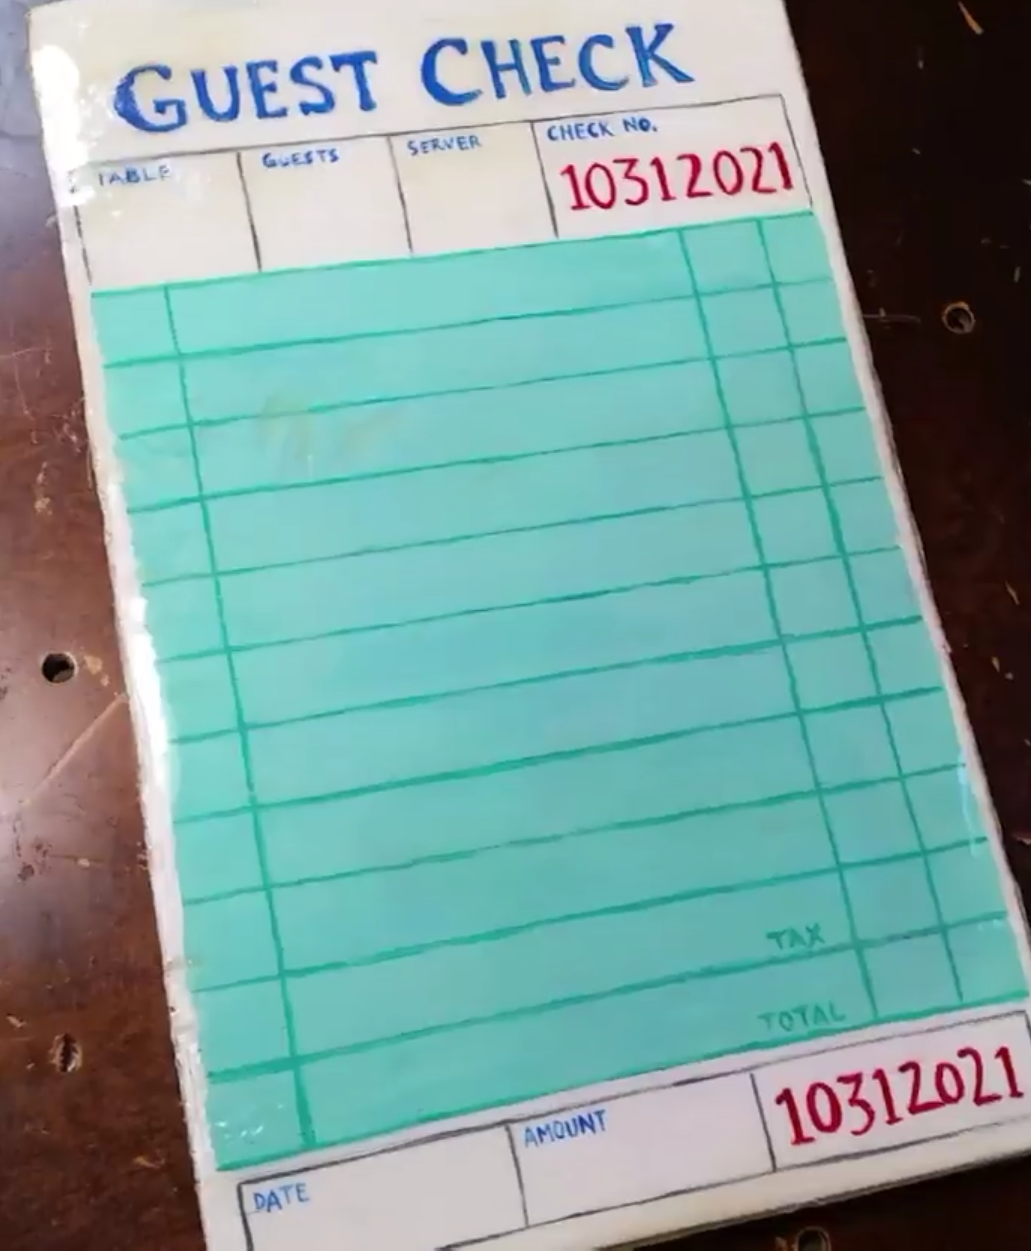 GUEST CHECK
TABLE GUESTS SERVER CHECK NO.
10312021
TAX
TOTAL
10312021
AMOUNT
DATE